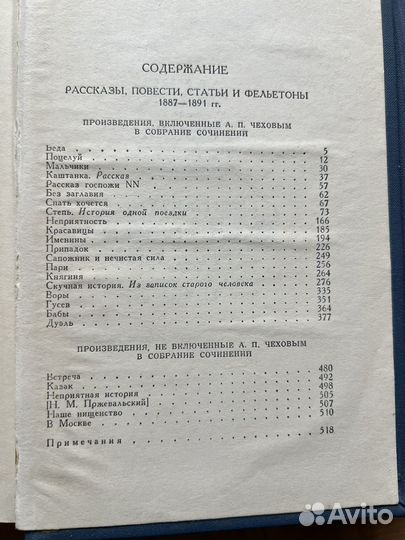 СОДЕРЖАНИЕ
РАССКАЗЫ, ПОВЕСТИ, СТАТЬИ И ФЕЛЬЕТОНЫ
1887—1891 гг.
ПРОИЗВЕДЕНИЯ, ВКЛЮЧЕННЫЕ А. П. ЧЕХОВЫМ
В СОБРАНИЕ СОЧИНЕНИЙ
Беда 5
Поцелуй 12
Мальчики 30
Каштанка. Рассказ 37
Рассказ госпожи NN 57
Без заглавия 62
Спать хочется 67
Степь. История одной поездки 73
Неприятность 166
Красавицы 185
Именины 194
Припадок 226
Сапожник и нечистая сила 249
Пари 256
Княгиня 264
Скучная история. Из записок старого человека 276
Воры 335
Гусев 351
Бабы 364
Дуэль 377
ПРОИЗВЕДЕНИЯ, НЕ ВКЛЮЧЕННЫЕ А. П. ЧЕХОВЫМ
В СОБРАНИЕ СОЧИНЕНИЙ
Встреча 480
Казак 492
Неприятная история 498
[Н. М. Пржевальский] 505
Наше нищенство 507
В Москве 510
Примечания 518
Avito